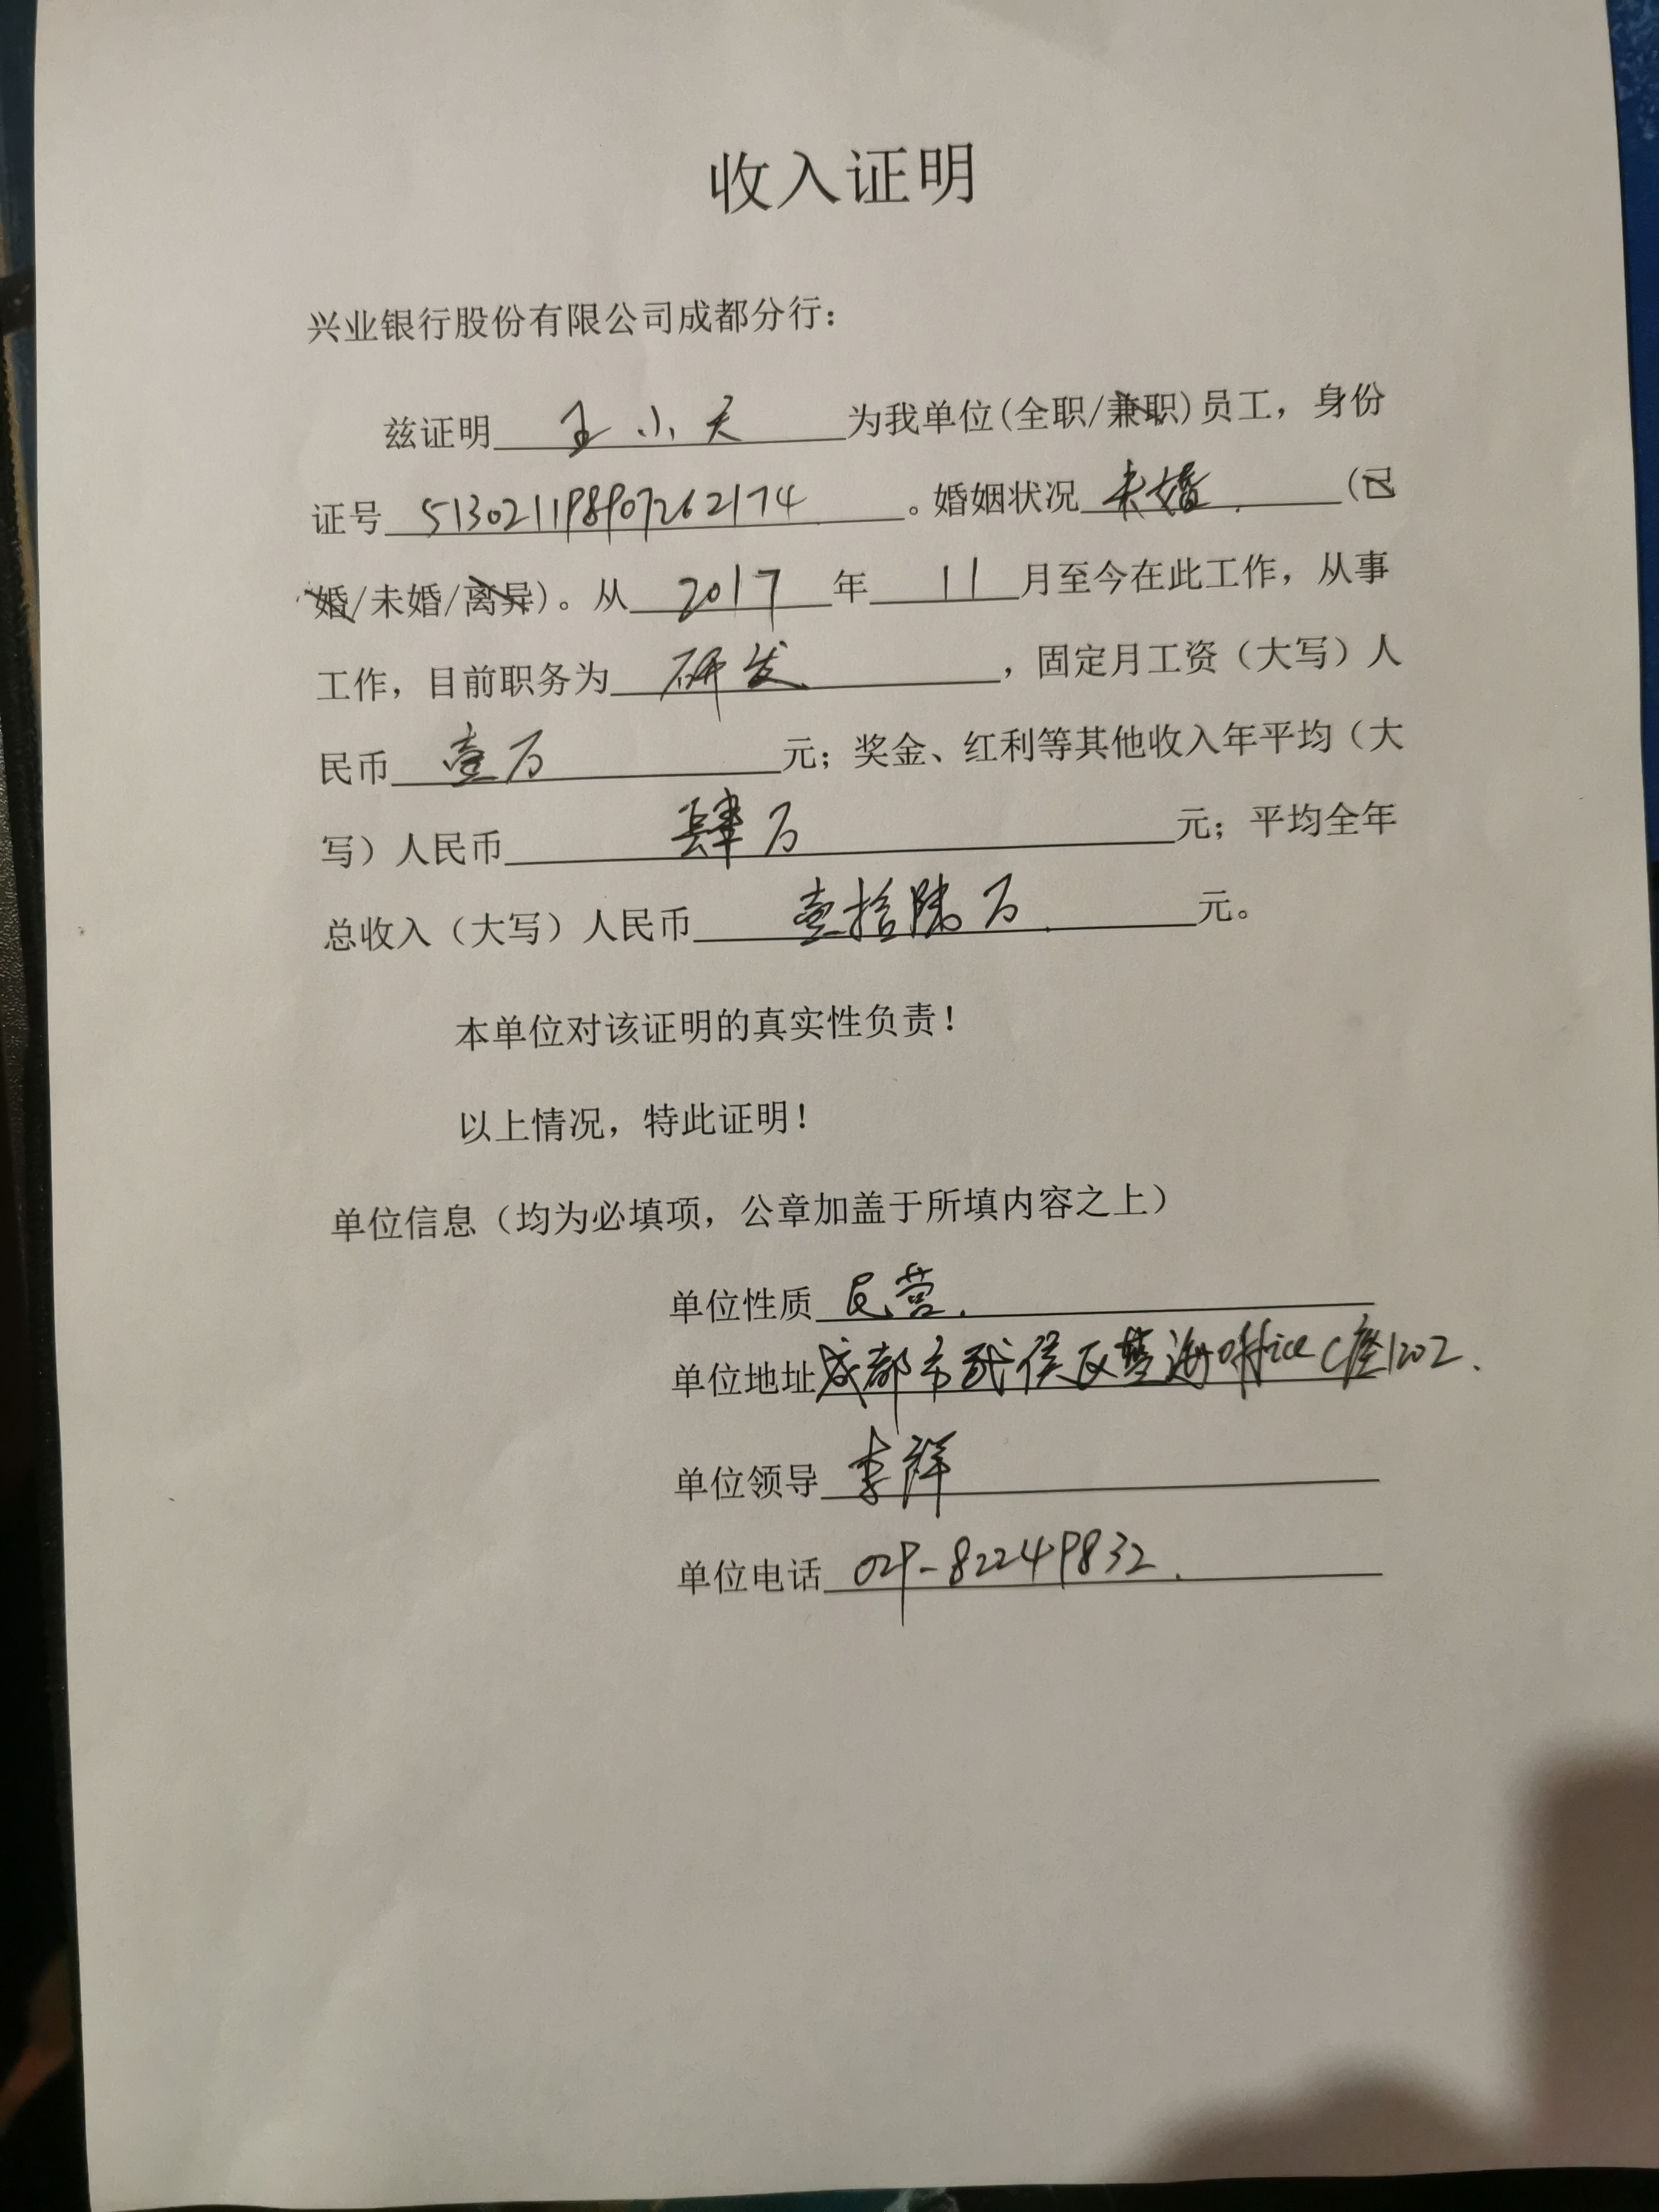 收入证明
兴业银行股份有限公司成都分行：
兹证明 王小天 为我单位(全职/兼职)员工，身份
证号 513021198907262174 。婚姻状况 未婚. (已
婚/未婚/离异)。从 2017 年 11 月至今在此工作，从事
工作，目前职务为 研发 ，固定月工资（大写）人
民币 壹万 元；奖金、红利等其他收入年平均（大
写）人民币 肆万 元；平均全年
总收入（大写）人民币 壹拾陆万. 元。
本单位对该证明的真实性负责！
以上情况，特此证明！
单位信息（均为必填项，公章加盖于所填内容之上）
单位性质 民营.
单位地址 成都市武侯区蓝海office C座1202.
单位领导 李祥
单位电话 029-82249832.